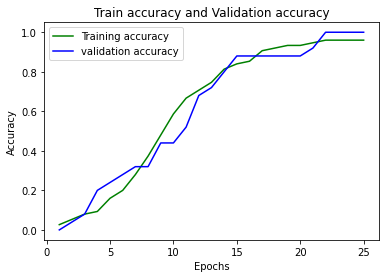 Train accuracy and Validation accuracy
Training accuracy
validation accuracy
1.0
0.8
0.6
0.4
0.2
0.0
Accuracy
0 5 10 15 20 25
Epochs